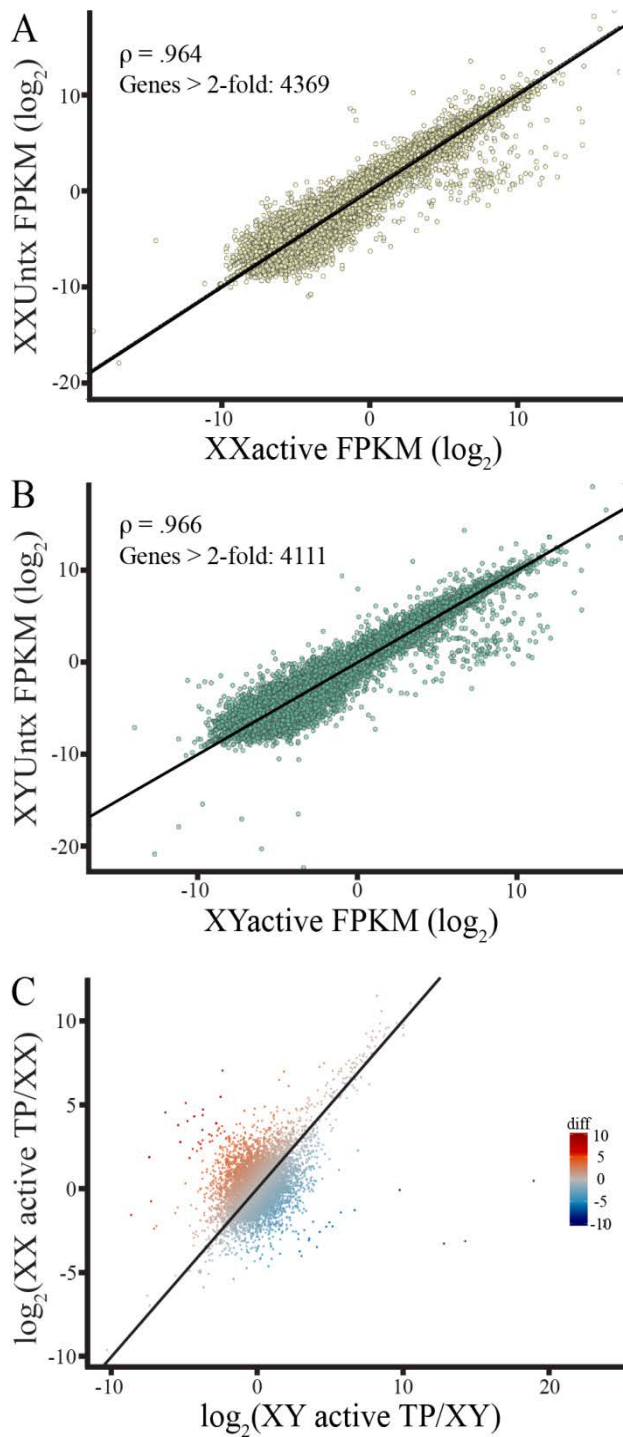 A
ρ = .964
Genes > 2-fold: 4369
XXUntx FPKM (log₂)
10
0
-10
-20
-10
0
10
XXactive FPKM (log₂)
B
ρ = .966
Genes > 2-fold: 4111
XYUntx FPKM (log₂)
10
0
-10
-20
-10
0
10
XYactive FPKM (log₂)
C
log₂(XX active TP/XX)
10
5
0
-5
-10
diff
10
5
0
-5
-10
-10
0
10
20
log₂(XY active TP/XY)